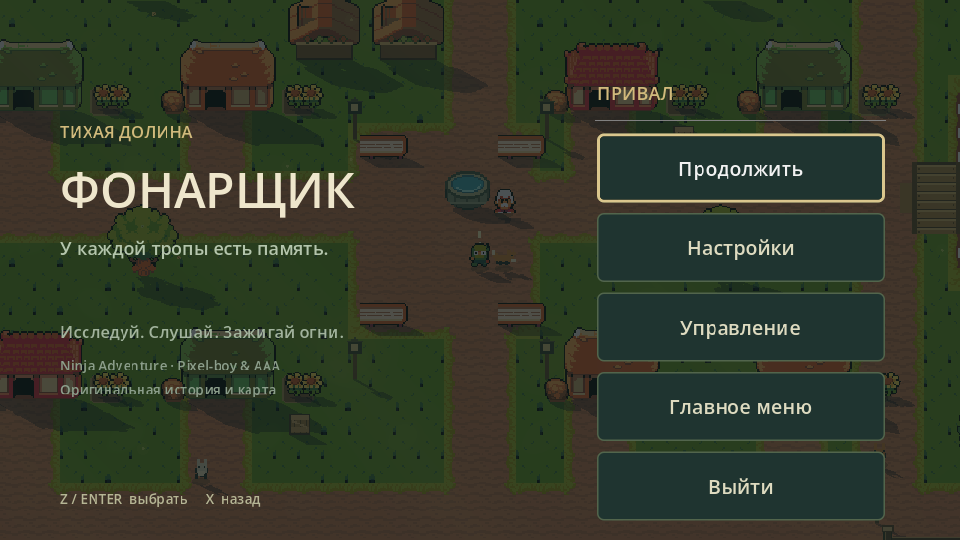 ТИХАЯ ДОЛИНА
ФОНАРЩИК
У каждой тропы есть память.
Исследуй. Слушай. Зажигай огни.
Ninja Adventure · Pixel-boy & AAA
Оригинальная история и карта
Z / ENTER выбрать X назад
ПРИВАЛ
Продолжить
Настройки
Управление
Главное меню
Выйти